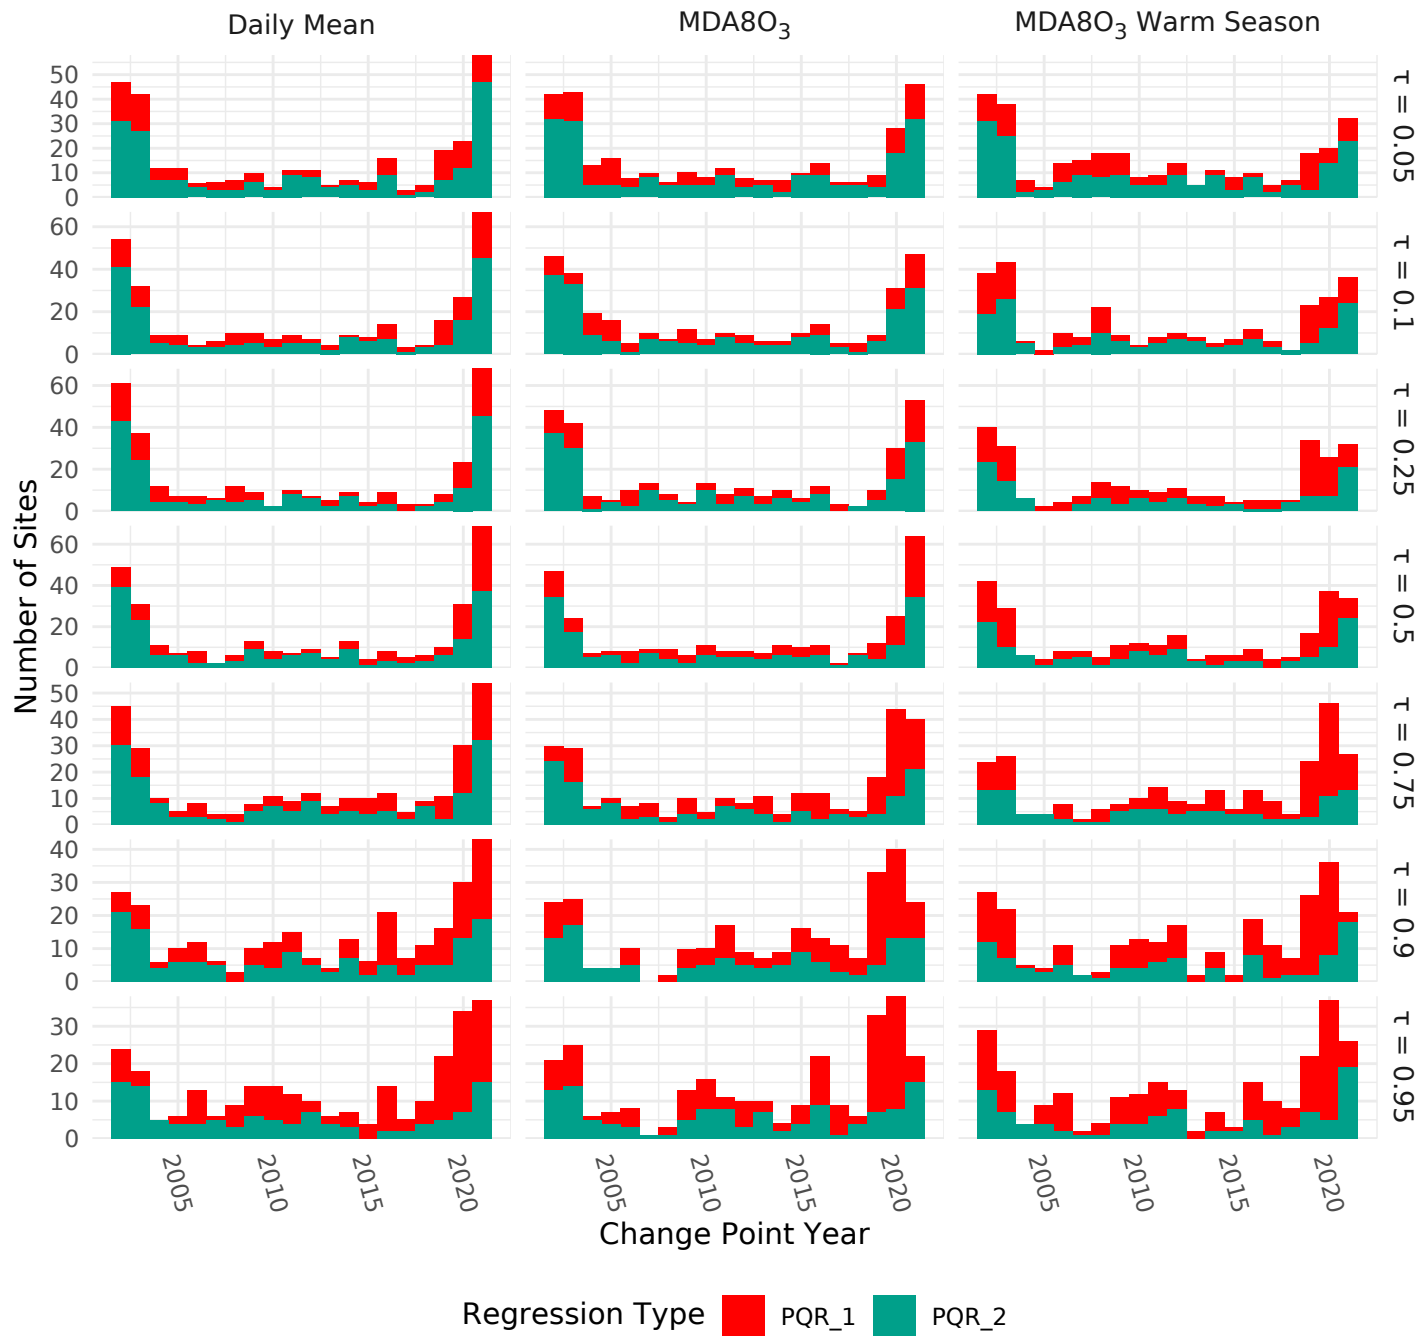 Daily Mean MDA8O₃ MDA8O₃ Warm Season
Number of Sites
50
40
30
20
10
0
τ = 0.05
60
40
20
0
τ = 0.1
60
40
20
0
τ = 0.25
60
40
20
0
τ = 0.5
50
40
30
20
10
0
τ = 0.75
40
30
20
10
0
τ = 0.9
30
20
10
0
τ = 0.95
2005 2010 2015 2020 2005 2010 2015 2020 2005 2010 2015 2020
Change Point Year
Regression Type PQR_1 PQR_2